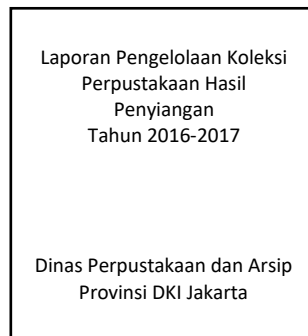 Laporan Pengelolaan Koleksi
Perpustakaan Hasil
Penyiangan
Tahun 2016-2017
Dinas Perpustakaan dan Arsip
Provinsi DKI Jakarta